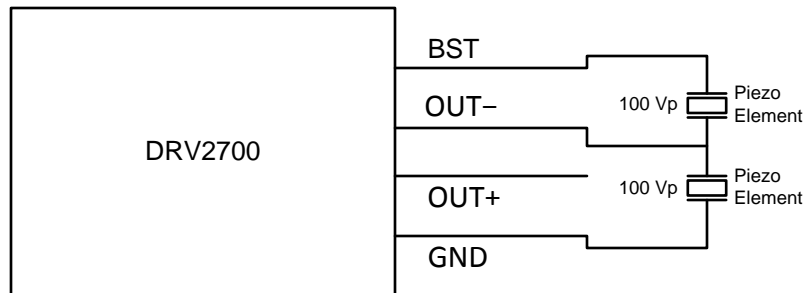 BST
100 Vp
Piezo
Element
OUT−
DRV2700
100 Vp
Piezo
Element
OUT+
GND